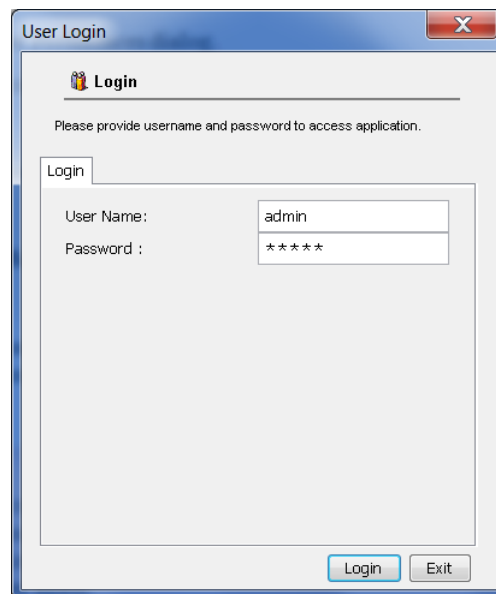 User Login
Login
Please provide username and password to access application.
Login
User Name: admin
Password : *****
Login Exit